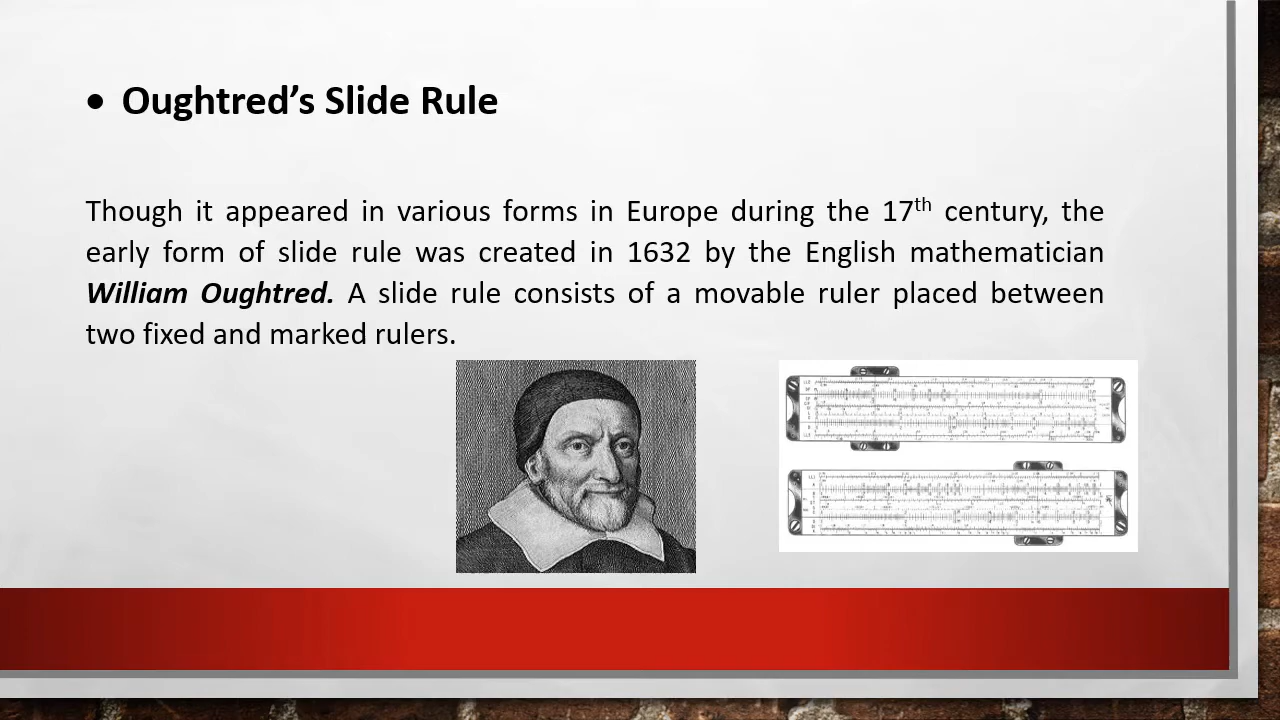 • Oughtred’s Slide Rule
Though it appeared in various forms in Europe during the 17th century, the
early form of slide rule was created in 1632 by the English mathematician
William Oughtred. A slide rule consists of a movable ruler placed between
two fixed and marked rulers.